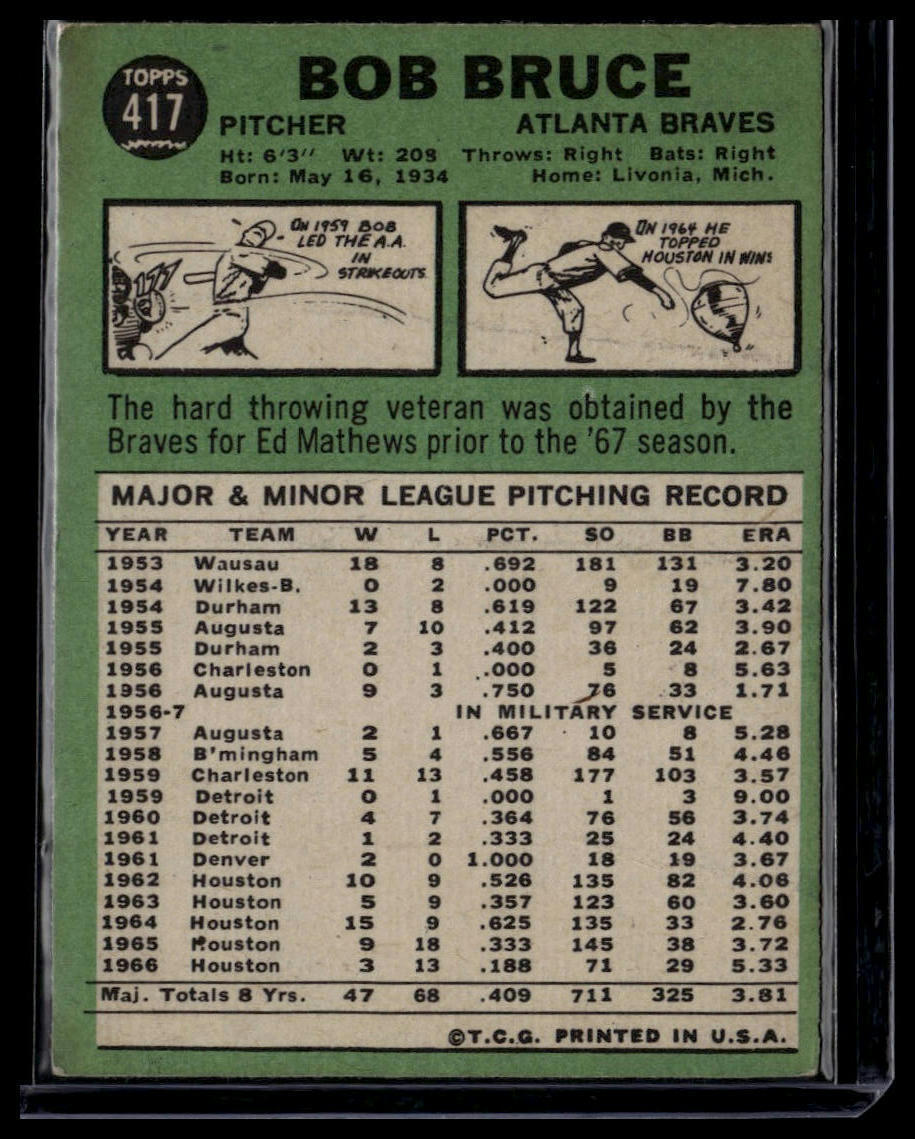 TOPPS
417
BOB BRUCE
PITCHER ATLANTA BRAVES
Ht: 6'3" Wt: 208 Throws: Right Bats: Right
Born: May 16, 1934 Home: Livonia, Mich.
ON 1959 BOB
LED THE A.A.
IN
STRIKEOUTS
177
ON 1964 HE
TOPPED
HOUSTON IN WINS
The hard throwing veteran was obtained by the
Braves for Ed Mathews prior to the '67 season.
MAJOR & MINOR LEAGUE PITCHING RECORD
YEAR TEAM W L PCT. SO BB ERA
1953 Wausau 18 8 .692 181 131 3.20
1954 Wilkes-B. 0 2 .000 9 19 7.80
1954 Durham 13 8 .619 122 67 3.42
1955 Augusta 7 10 .412 97 62 3.90
1955 Durham 2 3 .400 36 24 2.67
1956 Charleston 0 1 .000 5 8 5.63
1956 Augusta 9 3 .750 76 33 1.71
1956-7 IN MILITARY SERVICE
1957 Augusta 2 1 .667 10 8 5.28
1958 B'mingham 5 4 .556 84 51 4.46
1959 Charleston 11 13 .458 177 103 3.57
1959 Detroit 0 1 .000 1 3 9.00
1960 Detroit 4 7 .364 76 56 3.74
1961 Detroit 1 2 .333 25 24 4.40
1961 Denver 2 0 1.000 18 19 3.67
1962 Houston 10 9 .526 135 82 4.06
1963 Houston 5 9 .357 123 60 3.60
1964 Houston 15 9 .625 135 33 2.76
1965 Houston 9 18 .333 145 38 3.72
1966 Houston 3 13 .188 71 29 5.33
Maj. Totals 8 Yrs. 47 68 .409 711 325 3.81
©T.C.G. PRINTED IN U.S.A.